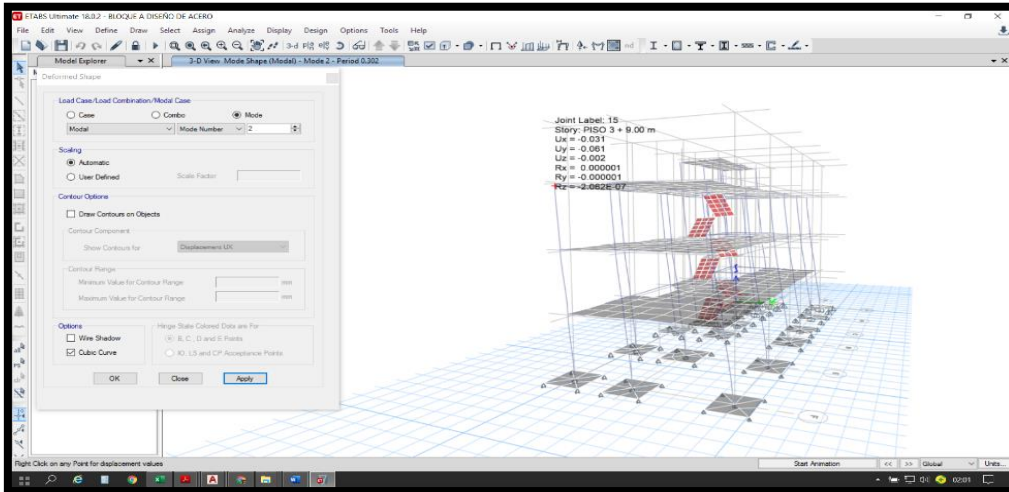 ETABS Ultimate 18.0.2 - BLOQUE A DISEÑO DE ACERO
File Edit View Define Draw Select Assign Analyze Display Design Options Tools Help
Model Explorer
3-D View Mode Shape (Modal) - Mode 2 - Period 0.302
Deformed Shape
Load Case/Load Combination/Modal Case
Case Combo Mode
Modal Mode Number 2
Scaling
Automatic
User Defined Scale Factor
Contour Options
Draw Contours on Objects
Contour Component
Show Contours for Displacement UX
Contour Range
Minimum Value for Contour Range mm
Maximum Value for Contour Range mm
Options
Wire Shadow
Cubic Curve
Hinge State Colored Dots are For
B, C, D and E Points
IO, LS and CP Acceptance Points
OK Close Apply
Joint Label: 15
Story: PISO 3 + 9.00 m
Ux = -0.031
Uy = -0.061
Uz = -0.002
Rx = 0.000001
Ry = -0.000001
Rz = -2.062E-07
Right Click on any Point for displacement values
Start Animation << >> Global Units...
02:01